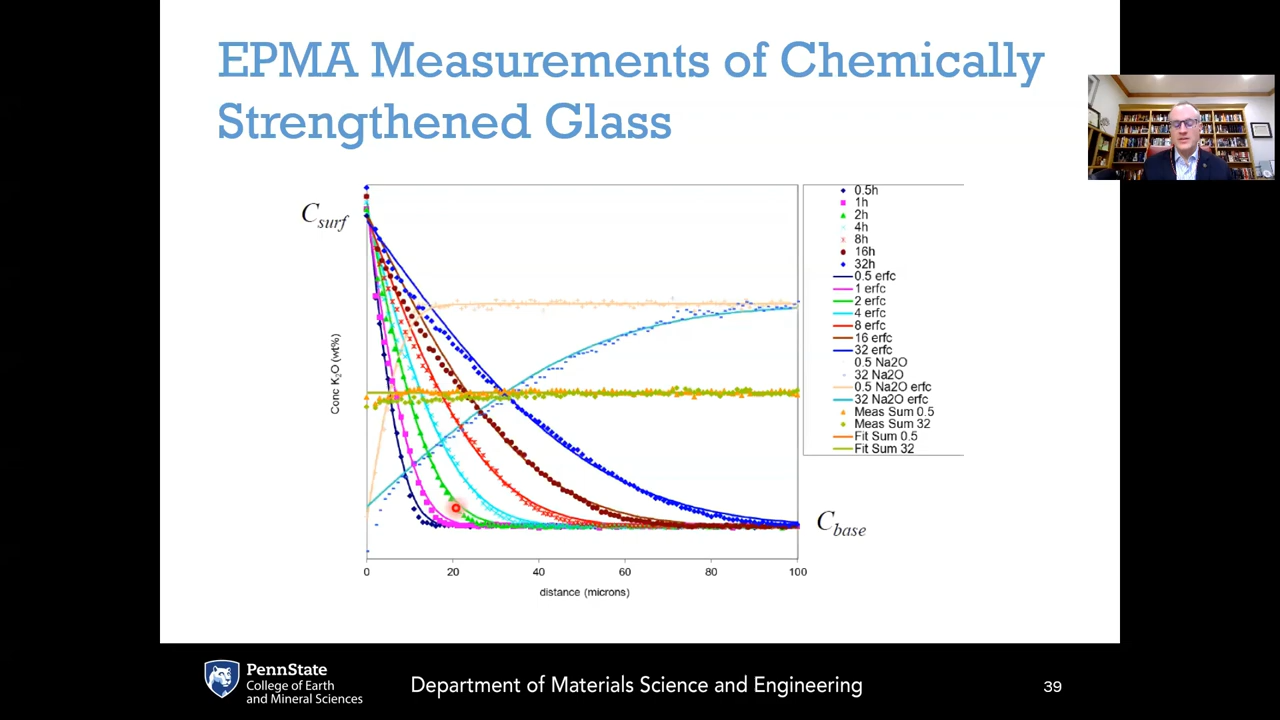 EPMA Measurements of Chemically
Strengthened Glass
C_surf
Conc K₂O (wt%)
0
20
40
60
80
100
distance (microns)
C_base
0.5h
1h
2h
4h
8h
16h
32h
0.5 erfc
1 erfc
2 erfc
4 erfc
8 erfc
16 erfc
32 erfc
0.5 Na2O
32 Na2O
0.5 Na2O erfc
32 Na2O erfc
Meas Sum 0.5
Meas Sum 32
Fit Sum 0.5
Fit Sum 32
PennState
College of Earth
and Mineral Sciences
Department of Materials Science and Engineering
39